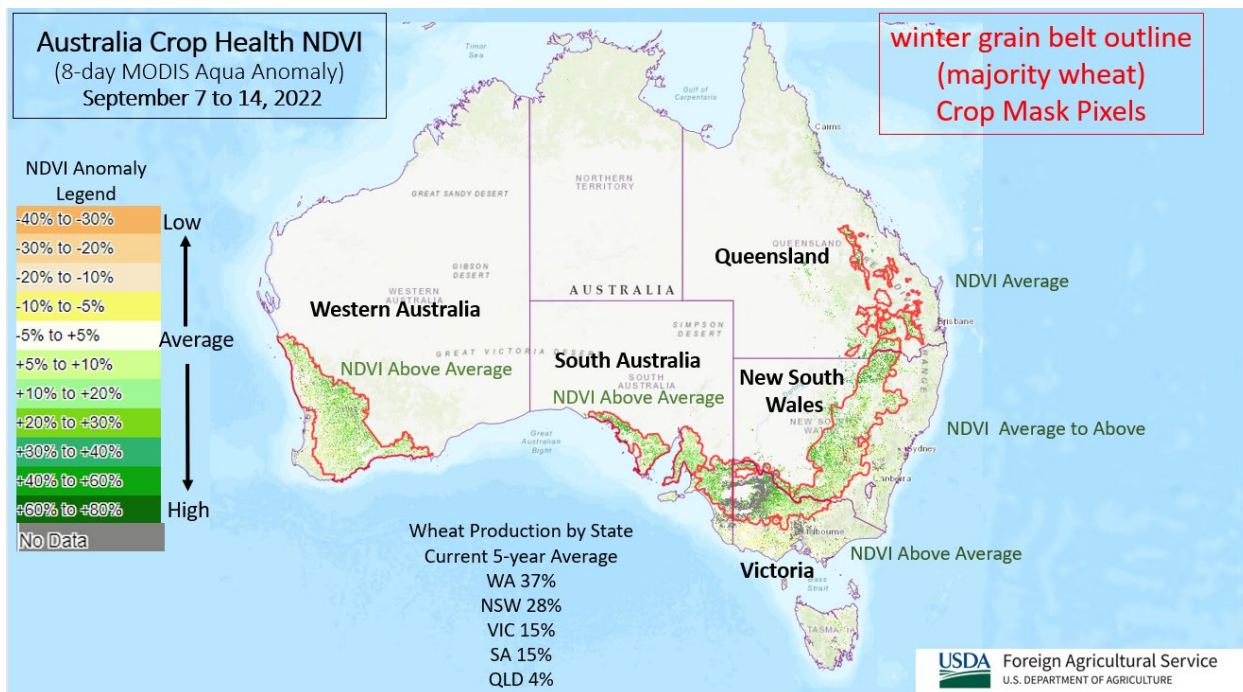 Australia Crop Health NDVI
(8-day MODIS Aqua Anomaly)
September 7 to 14, 2022
winter grain belt outline
(majority wheat)
Crop Mask Pixels
NDVI Anomaly
Legend
-40% to -30%
-30% to -20%
-20% to -10%
-10% to -5%
-5% to +5%
+5% to +10%
+10% to +20%
+20% to +30%
+30% to +40%
+40% to +60%
+60% to +80%
No Data
Low
Average
High
Timor
Sea
Gulf of
Carpentaria
Cairns
GREAT SANDY DESERT
NORTHERN
TERRITORY
QUEENSLAND
Queensland
GIBSON
DESERT
WESTERN
AUSTRALIA
Western Australia
AUSTRALIA
NDVI Average
Brisbane
SIMPSON
DESERT
GREAT VICTORIA DESERT
South Australia
SOUTH
AUSTRALIA
NDVI Above Average
NDVI Above Average
New South
Wales
RANGE
Great
Australian
Bight
NDVI Average to Above
Sydney
Canberra
NDVI Above Average
Victoria
Bass
Strait
Wheat Production by State
Current 5-year Average
WA 37%
NSW 28%
VIC 15%
SA 15%
QLD 4%
USDA
Foreign Agricultural Service
U.S. DEPARTMENT OF AGRICULTURE